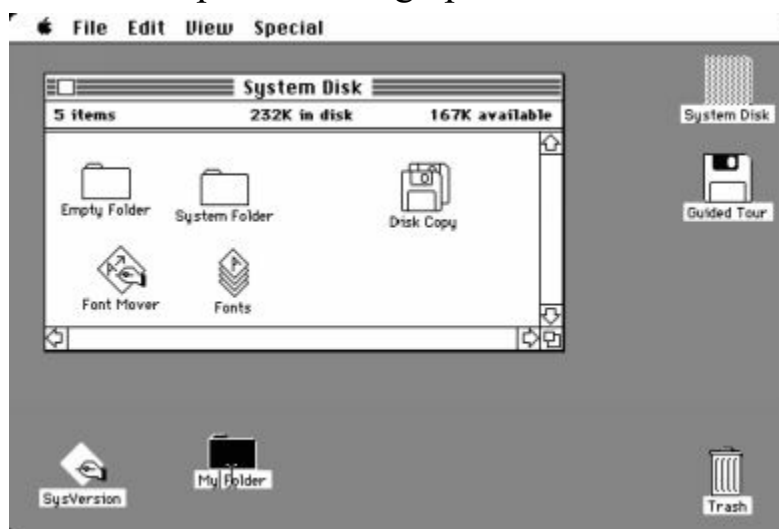 File Edit View Special
System Disk
5 items 232K in disk 167K available
Empty Folder System Folder Disk Copy
Font Mover Fonts
System Disk
Guided Tour
SysVersion
My Folder
Trash